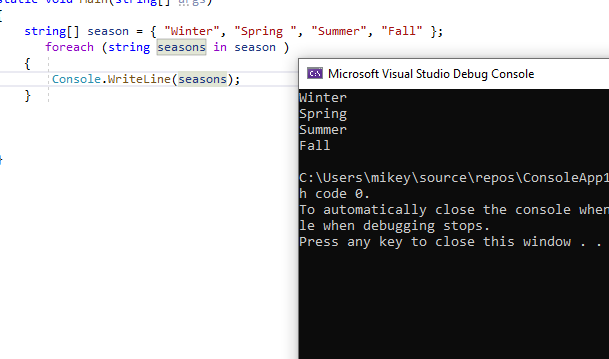 static void Main(string[] args)
{
string[] season = { "Winter", "Spring ", "Summer", "Fall" };
foreach (string seasons in season )
{
Console.WriteLine(seasons);
}
}
Microsoft Visual Studio Debug Console
Winter
Spring
Summer
Fall
C:\Users\mikey\source\repos\ConsoleApp1
h code 0.
To automatically close the console when
le when debugging stops.
Press any key to close this window . .